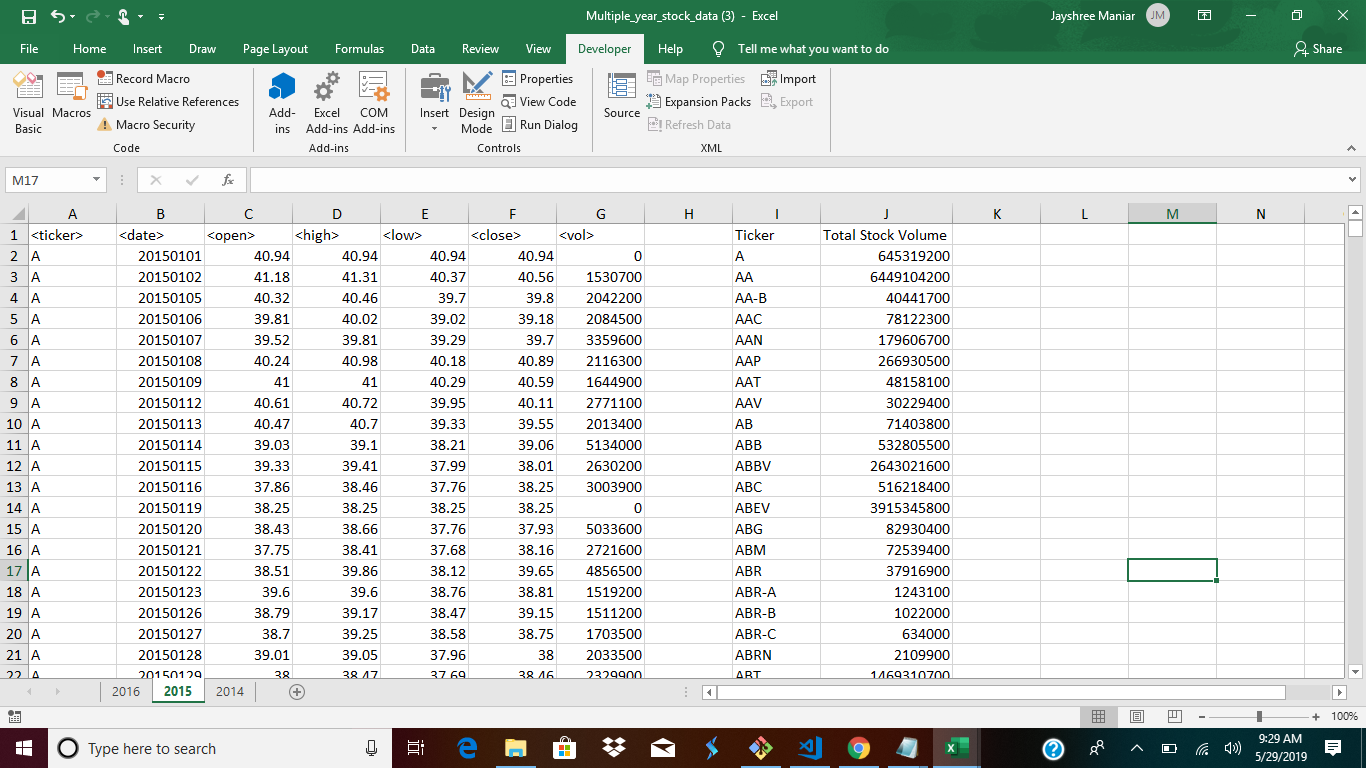 Multiple_year_stock_data (3) - Excel
Jayshree Maniar JM
File Home Insert Draw Page Layout Formulas Data Review View Developer Help Tell me what you want to do Share
Visual Basic
Macros
Record Macro
Use Relative References
Macro Security
Code
Add-ins
Excel Add-ins
COM Add-ins
Add-ins
Insert
Design Mode
Properties
View Code
Run Dialog
Controls
Source
Map Properties
Expansion Packs
Refresh Data
Import
Export
XML
M17 fx
A B C D E F G H I J K L M N
1 <ticker> <date> <open> <high> <low> <close> <vol> Ticker Total Stock Volume
2 A 20150101 40.94 40.94 40.94 40.94 0 A 645319200
3 A 20150102 41.18 41.31 40.37 40.56 1530700 AA 6449104200
4 A 20150105 40.32 40.46 39.7 39.8 2042200 AA-B 40441700
5 A 20150106 39.81 40.02 39.02 39.18 2084500 AAC 78122300
6 A 20150107 39.52 39.81 39.29 39.7 3359600 AAN 179606700
7 A 20150108 40.24 40.98 40.18 40.89 2116300 AAP 266930500
8 A 20150109 41 41 40.29 40.59 1644900 AAT 48158100
9 A 20150112 40.61 40.72 39.95 40.11 2771100 AAV 30229400
10 A 20150113 40.47 40.7 39.33 39.55 2013400 AB 71403800
11 A 20150114 39.03 39.1 38.21 39.06 5134000 ABB 532805500
12 A 20150115 39.33 39.41 37.99 38.01 2630200 ABBV 2643021600
13 A 20150116 37.86 38.46 37.76 38.25 3003900 ABC 516218400
14 A 20150119 38.25 38.25 38.25 38.25 0 ABEV 3915345800
15 A 20150120 38.43 38.66 37.76 37.93 5033600 ABG 82930400
16 A 20150121 37.75 38.41 37.68 38.16 2721600 ABM 72539400
17 A 20150122 38.51 39.86 38.12 39.65 4856500 ABR 37916900
18 A 20150123 39.6 39.6 38.76 38.81 1519200 ABR-A 1243100
19 A 20150126 38.79 39.17 38.47 39.15 1511200 ABR-B 1022000
20 A 20150127 38.7 39.25 38.58 38.75 1703500 ABR-C 634000
21 A 20150128 39.01 39.05 37.96 38 2033500 ABRN 2109900
22 A 20150129 38 38.47 37.69 38.46 2329900 ABT 1469310700
2016 2015 2014
100%
Type here to search
9:29 AM
5/29/2019